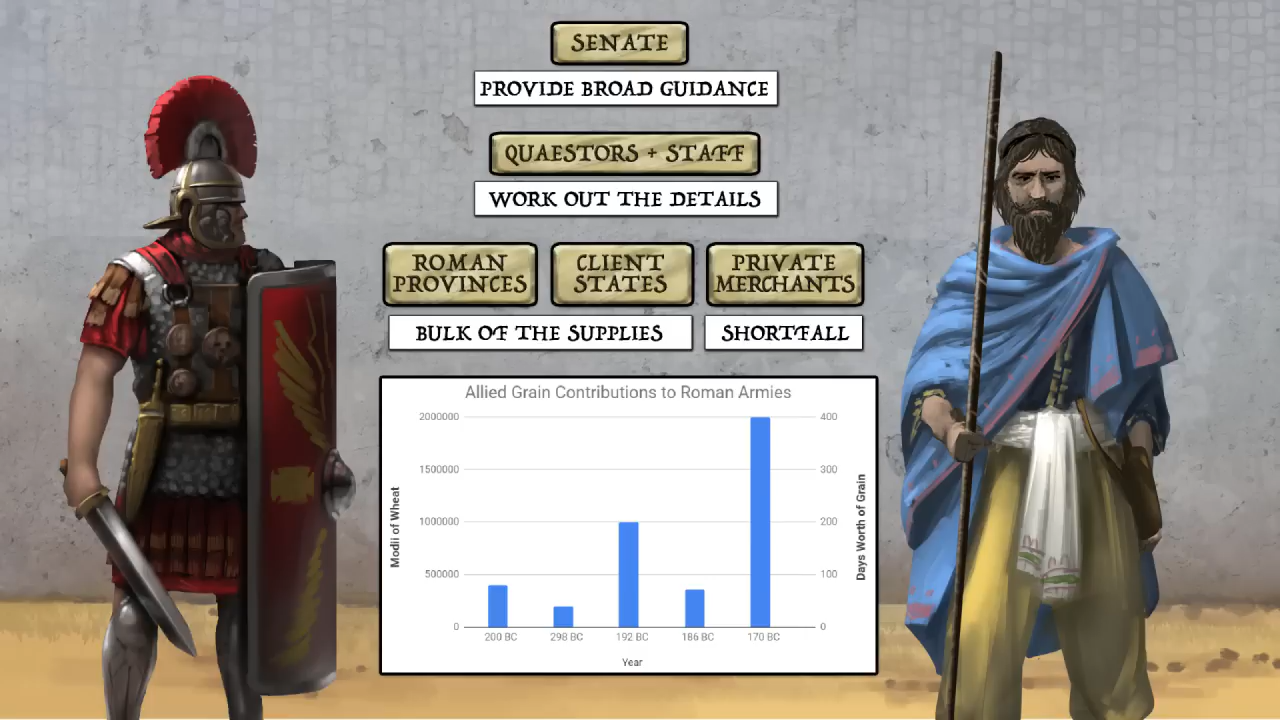 SENATE
PROVIDE BROAD GUIDANCE
QUAESTORS + STAFF
WORK OUT THE DETAILS
ROMAN
PROVINCES
CLIENT
STATES
PRIVATE
MERCHANTS
BULK OF THE SUPPLIES
SHORTFALL
Allied Grain Contributions to Roman Armies
Modii of Wheat
2000000
1500000
1000000
500000
0
400
300
200
100
0
Days Worth of Grain
200 BC
298 BC
192 BC
186 BC
170 BC
Year